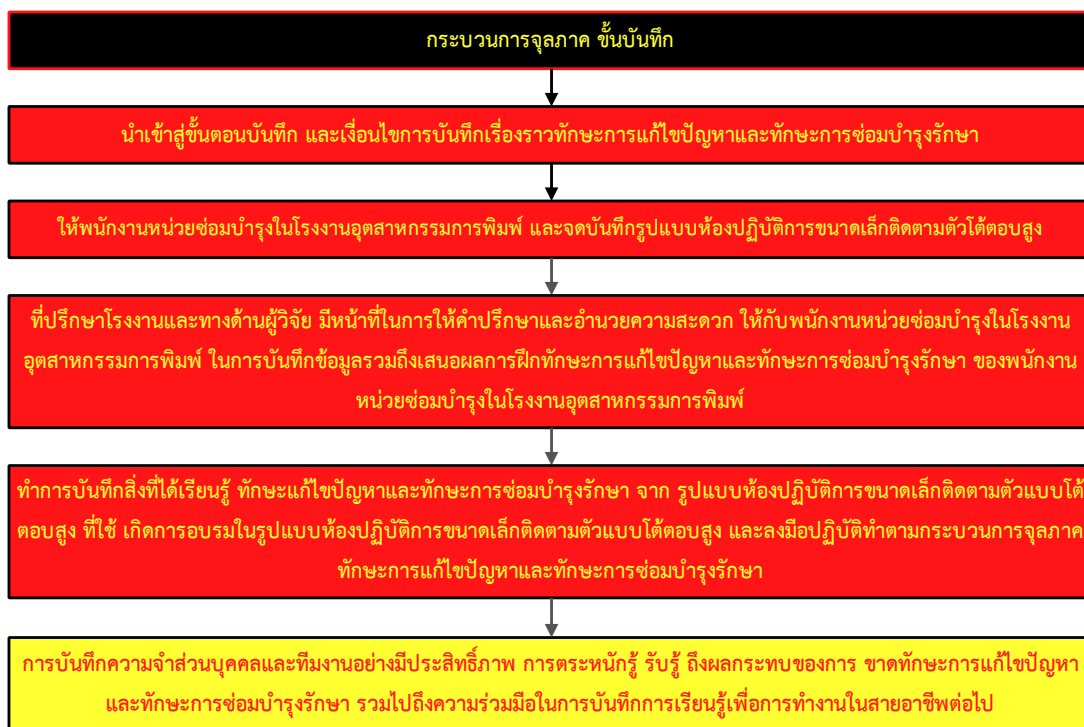 กระบวนการจุลภาค ขั้นบันทึก
นำเข้าสู่ขั้นตอนบันทึก และเงื่อนไขการบันทึกเรื่องราวทักษะการแก้ไขปัญหาและทักษะการซ่อมบำรุงรักษา
ให้พนักงานหน่วยซ่อมบำรุงในโรงงานอุตสาหกรรมการพิมพ์ และจดบันทึกรูปแบบห้องปฏิบัติการขนาดเล็กติดตามตัวโต้ตอบสูง
ที่ปรึกษาโรงงานและทางด้านผู้วิจัย มีหน้าที่ในการให้คำปรึกษาและอำนวยความสะดวก ให้กับพนักงานหน่วยซ่อมบำรุงในโรงงาน
อุตสาหกรรมการพิมพ์ ในการบันทึกข้อมูลรวมถึงเสนอผลการฝึกทักษะการแก้ไขปัญหาและทักษะการซ่อมบำรุงรักษา ของพนักงาน
หน่วยซ่อมบำรุงในโรงงานอุตสาหกรรมการพิมพ์
ทำการบันทึกสิ่งที่ได้เรียนรู้ ทักษะแก้ไขปัญหาและทักษะการซ่อมบำรุงรักษา จาก รูปแบบห้องปฏิบัติการขนาดเล็กติดตามตัวแบบโต้
ตอบสูง ที่ใช้ เกิดการอบรมในรูปแบบห้องปฏิบัติการขนาดเล็กติดตามตัวแบบโต้ตอบสูง และลงมือปฏิบัติทำตามกระบวนการจุลภาค
ทักษะการแก้ไขปัญหาและทักษะการซ่อมบำรุงรักษา
การบันทึกความจำส่วนบุคคลและทีมงานอย่างมีประสิทธิ์ภาพ การตระหนักรู้ รับรู้ ถึงผลกระทบของการ ขาดทักษะการแก้ไขปัญหา
และทักษะการซ่อมบำรุงรักษา รวมไปถึงความร่วมมือในการบันทึกการเรียนรู้เพื่อการทำงานในสายอาชีพต่อไป